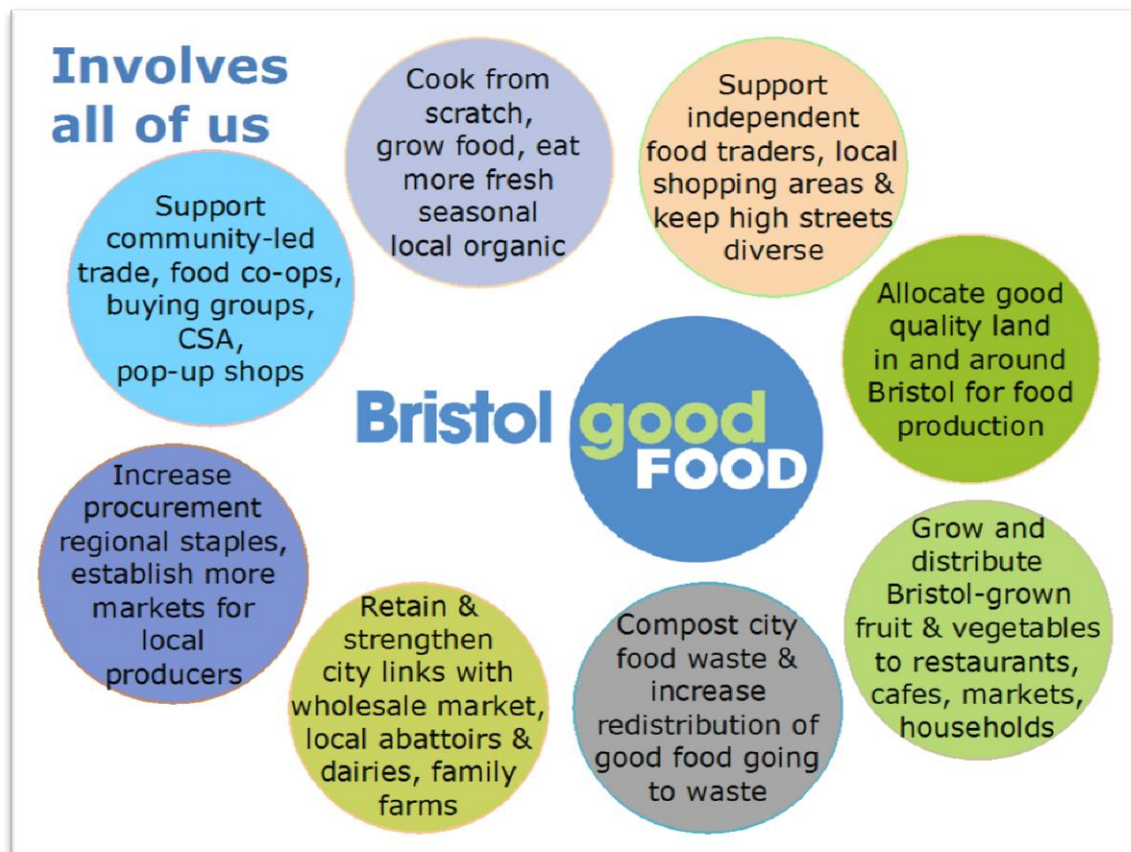 Involves
all of us
Cook from
scratch,
grow food, eat
more fresh
seasonal
local organic
Support
independent
food traders, local
shopping areas &
keep high streets
diverse
Allocate good
quality land
in and around
Bristol for food
production
Grow and
distribute
Bristol-grown
fruit & vegetables
to restaurants,
cafes, markets,
households
Compost city
food waste &
increase
redistribution of
good food going
to waste
Retain &
strengthen
city links with
wholesale market,
local abattoirs &
dairies, family
farms
Increase
procurement
regional staples,
establish more
markets for
local
producers
Support
community-led
trade, food co-ops,
buying groups,
CSA,
pop-up shops
Bristol good
FOOD